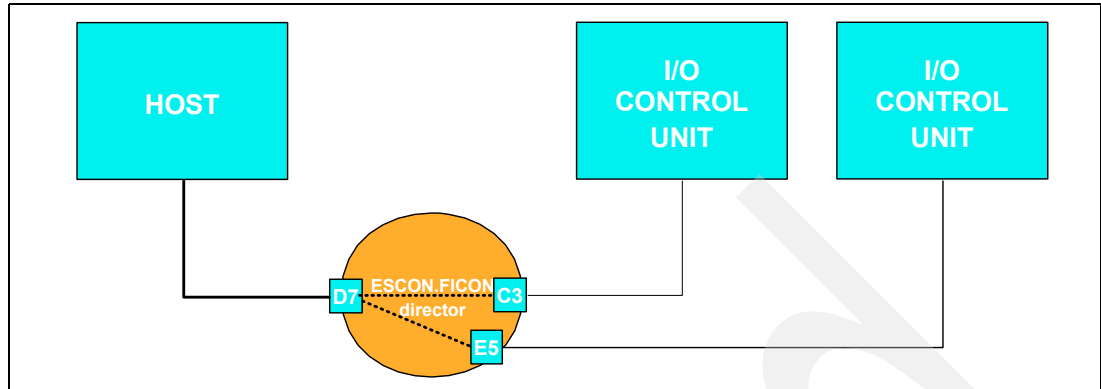 HOST
I/O
CONTROL
UNIT
I/O
CONTROL
UNIT
D7
ESCON.FICON
director
C3
E5